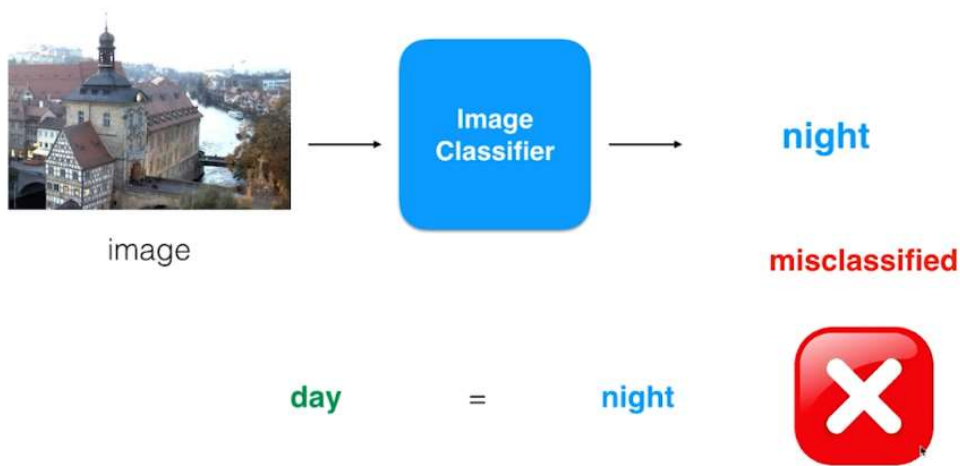 Image
Classifier
night
image
misclassified
day = night